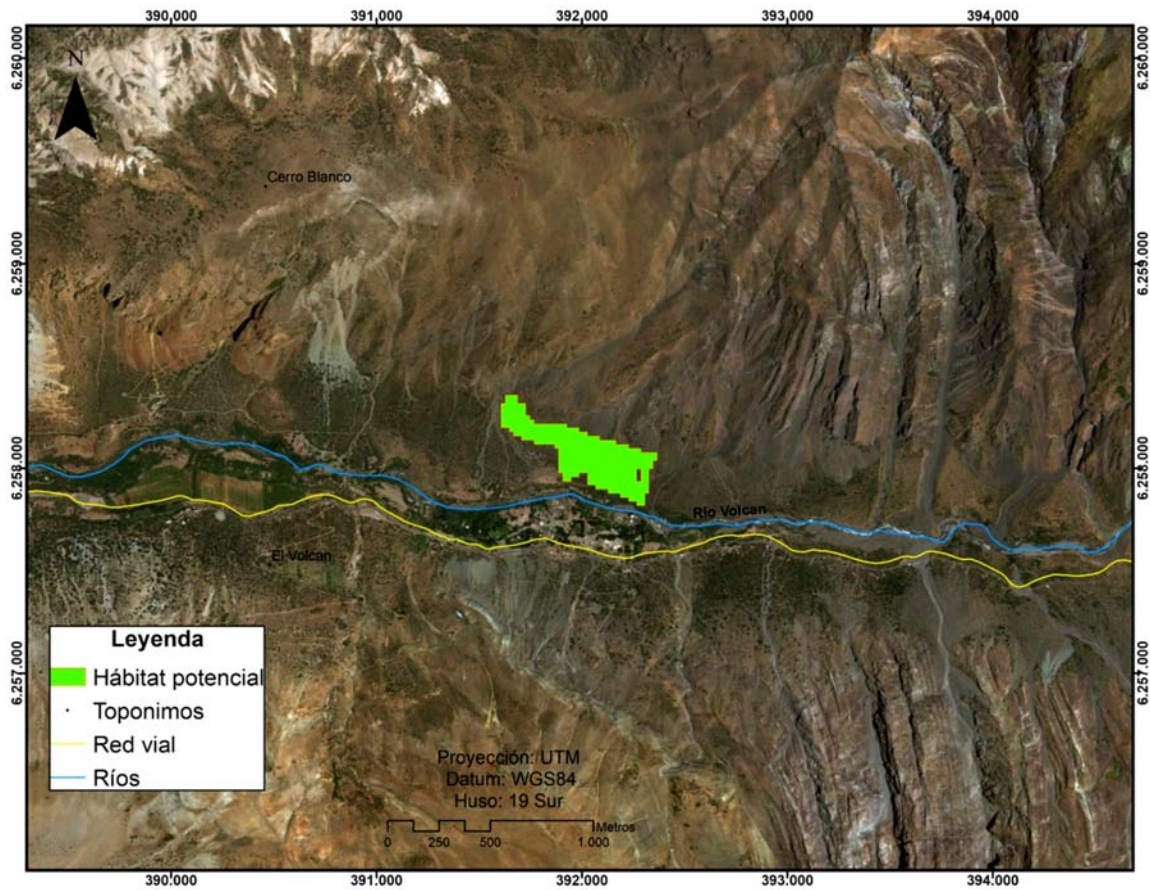 390.000 391.000 392.000 393.000 394.000
6.260.000 6.260.000
N
Cerro Blanco
6.259.000 6.259.000
6.258.000 6.258.000
Río Volcan
El Volcan
6.257.000 6.257.000
Leyenda
Hábitat potencial
Toponimos
Red vial
Ríos
Proyección: UTM
Datum: WGS84
Huso: 19 Sur
Metros
0 250 500 1.000
390.000 391.000 392.000 393.000 394.000